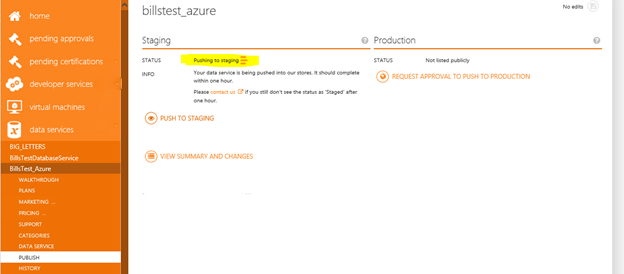 home
pending approvals
pending certifications
developer services
virtual machines
data services
BIG_LETTERS
BillsTestDatabaseService
BillsTest_Azure
WALKTHROUGH
PLANS
MARKETING ...
PRICING ...
SUPPORT
CATEGORIES
DATA SERVICE
PUBLISH
HISTORY
billstest_azure
No edits
Staging
STATUS Pushing to staging
INFO Your data service is being pushed into our stores. It should complete
within one hour.
Please contact us if you still don't see the status as 'Staged' after
one hour.
PUSH TO STAGING
VIEW SUMMARY AND CHANGES
Production
STATUS Not listed publicly
REQUEST APPROVAL TO PUSH TO PRODUCTION